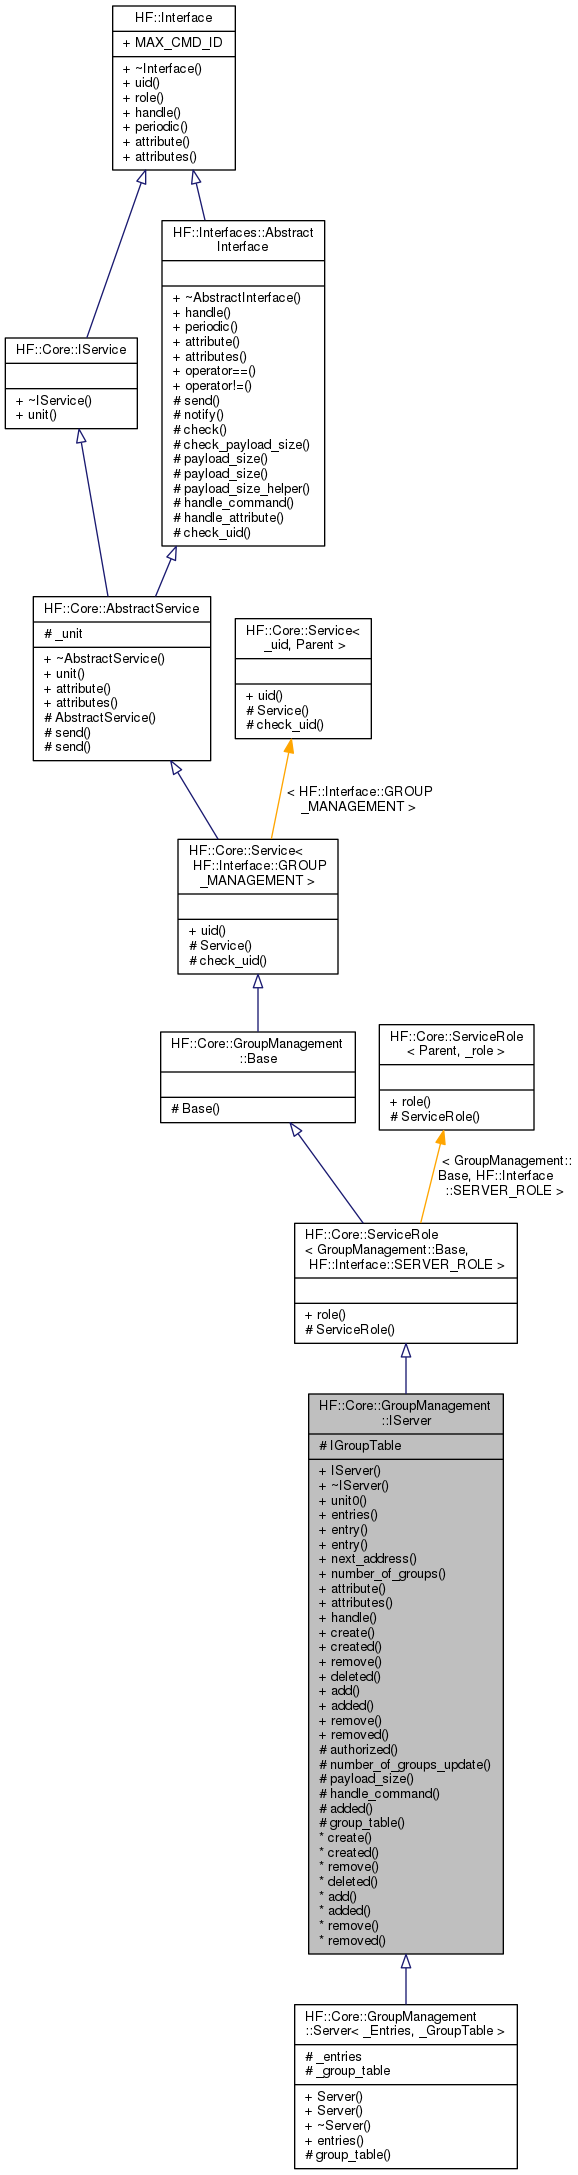 HF::Interface
+ MAX_CMD_ID
+ ~Interface()
+ uid()
+ role()
+ handle()
+ periodic()
+ attribute()
+ attributes()
HF::Interfaces::Abstract
Interface
+ ~AbstractInterface()
+ handle()
+ periodic()
+ attribute()
+ attributes()
+ operator==()
+ operator!=()
# send()
# notify()
# check()
# check_payload_size()
# payload_size()
# payload_size()
# payload_size_helper()
# handle_command()
# handle_attribute()
# check_uid()
HF::Core::IService
+ ~IService()
+ unit()
HF::Core::AbstractService
# _unit
+ ~AbstractService()
+ unit()
+ attribute()
+ attributes()
# AbstractService()
# send()
# send()
HF::Core::Service<
_uid, Parent >
+ uid()
# Service()
# check_uid()
< HF::Interface::GROUP
_MANAGEMENT >
HF::Core::Service<
HF::Interface::GROUP
_MANAGEMENT >
+ uid()
# Service()
# check_uid()
HF::Core::GroupManagement
::Base
# Base()
HF::Core::ServiceRole
< Parent, _role >
+ role()
# ServiceRole()
< GroupManagement::
Base, HF::Interface
::SERVER_ROLE >
HF::Core::ServiceRole
< GroupManagement::Base,
HF::Interface::SERVER_ROLE >
+ role()
# ServiceRole()
HF::Core::GroupManagement
::IServer
# IGroupTable
+ IServer()
+ ~IServer()
+ unit0()
+ entries()
+ entry()
+ entry()
+ next_address()
+ number_of_groups()
+ attribute()
+ attributes()
+ handle()
+ create()
+ created()
+ remove()
+ deleted()
+ add()
+ added()
+ remove()
+ removed()
# authorized()
# number_of_groups_update()
# payload_size()
# handle_command()
# added()
# group_table()
* create()
* created()
* remove()
* deleted()
* add()
* added()
* remove()
* removed()
HF::Core::GroupManagement
::Server< _Entries, _GroupTable >
# _entries
# _group_table
+ Server()
+ Server()
+ ~Server()
+ entries()
# group_table()